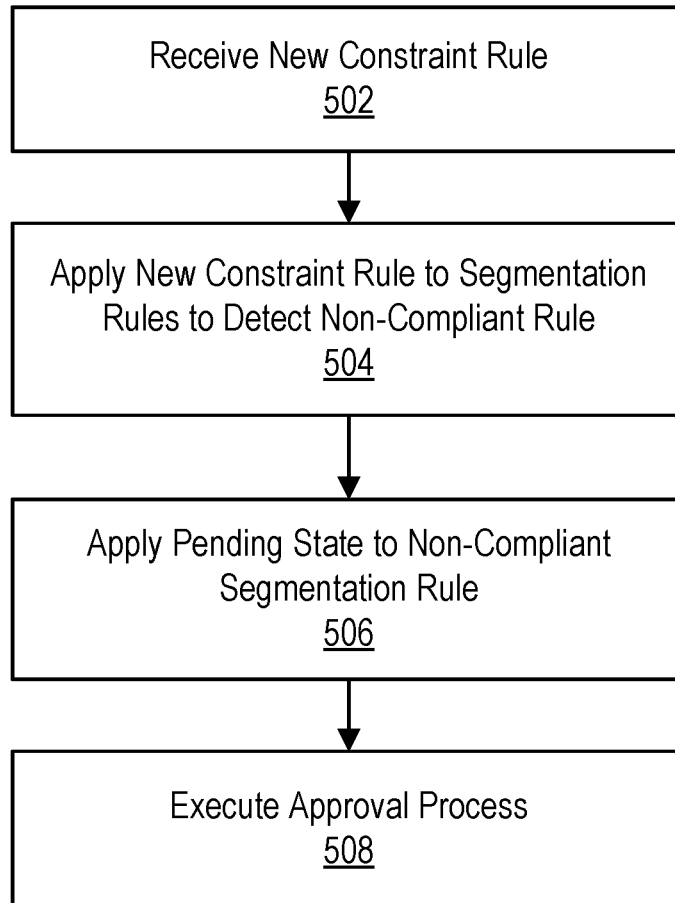 Receive New Constraint Rule
502
Apply New Constraint Rule to Segmentation
Rules to Detect Non-Compliant Rule
504
Apply Pending State to Non-Compliant
Segmentation Rule
506
Execute Approval Process
508